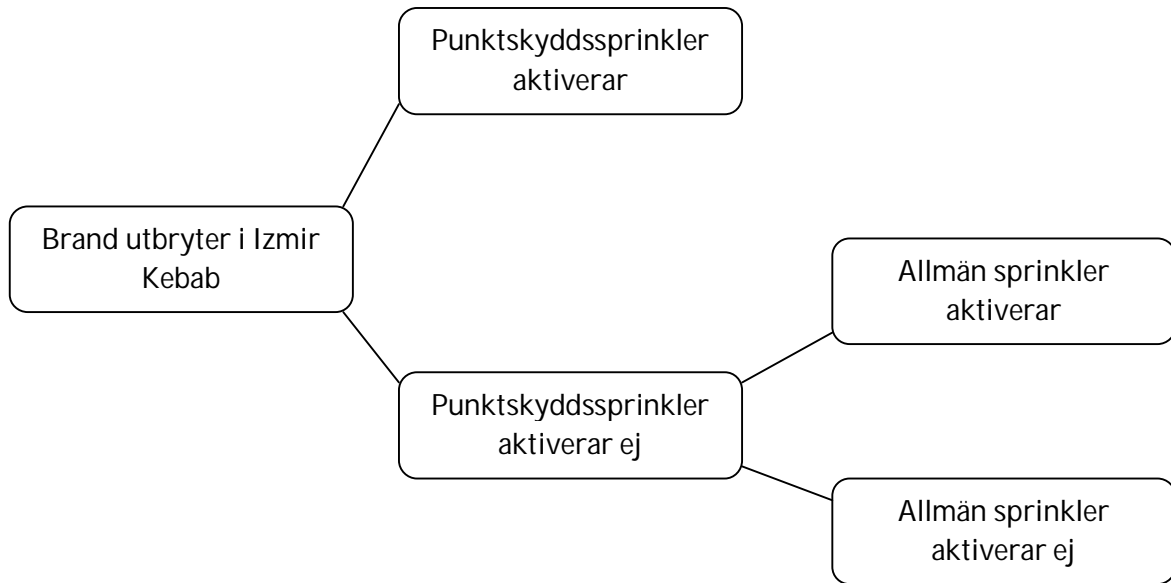 Punktskyddssprinkler
aktiverar
Brand utbryter i Izmir
Kebab
Allmän sprinkler
aktiverar
Punktskyddssprinkler
aktiverar ej
Allmän sprinkler
aktiverar ej